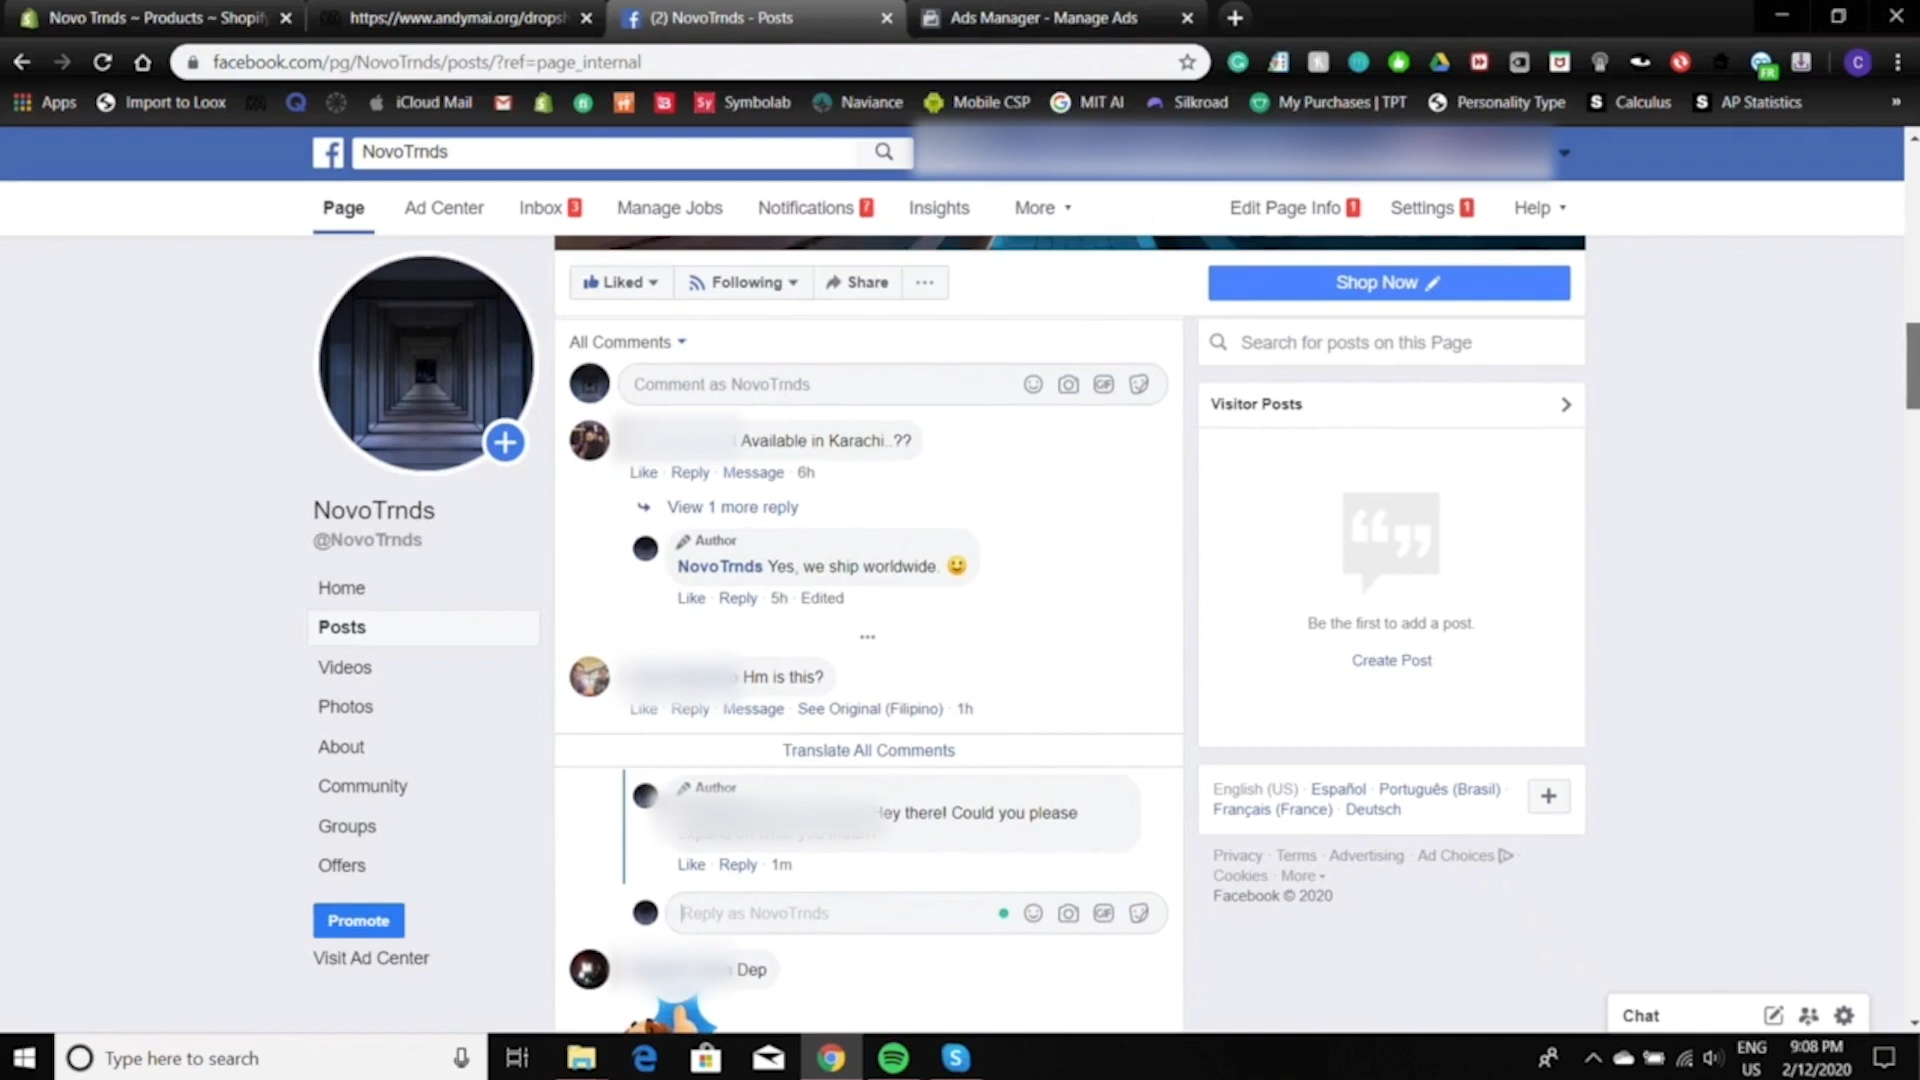 Novo Trnds ~ Products ~ Shopify
https://www.andymai.org/dropsh
(2) NovoTrnds - Posts
Ads Manager - Manage Ads
facebook.com/pg/NovoTrnds/posts/?ref=page_internal
FR
C
Apps
Import to Loox
iCloud Mail
Sy Symbolab
Naviance
Mobile CSP
MIT AI
Silkroad
My Purchases | TPT
Personality Type
S Calculus
S AP Statistics
»
NovoTrnds
Page
Ad Center
Inbox 3
Manage Jobs
Notifications 7
Insights
More
Edit Page Info 1
Settings 1
Help
Liked
Following
Share
Shop Now
All Comments
Search for posts on this Page
Comment as NovoTrnds
GIF
Visitor Posts
Available in Karachi..??
Like · Reply · Message · 6h
View 1 more reply
NovoTrnds
@NovoTrnds
Author
NovoTrnds Yes, we ship worldwide.
Like · Reply · 5h · Edited
Home
Posts
Videos
Photos
About
Community
Groups
Offers
Promote
Visit Ad Center
Hm is this?
Like · Reply · Message · See Original (Filipino) · 1h
Translate All Comments
Author
Hey there! Could you please
Like · Reply · 1m
Reply as NovoTrnds
GIF
Dep
Be the first to add a post.
Create Post
English (US) · Español · Português (Brasil) ·
Français (France) · Deutsch
Privacy · Terms · Advertising · Ad Choices ·
Cookies · More
Facebook © 2020
Chat
Type here to search
ENG
US
9:08 PM
2/12/2020